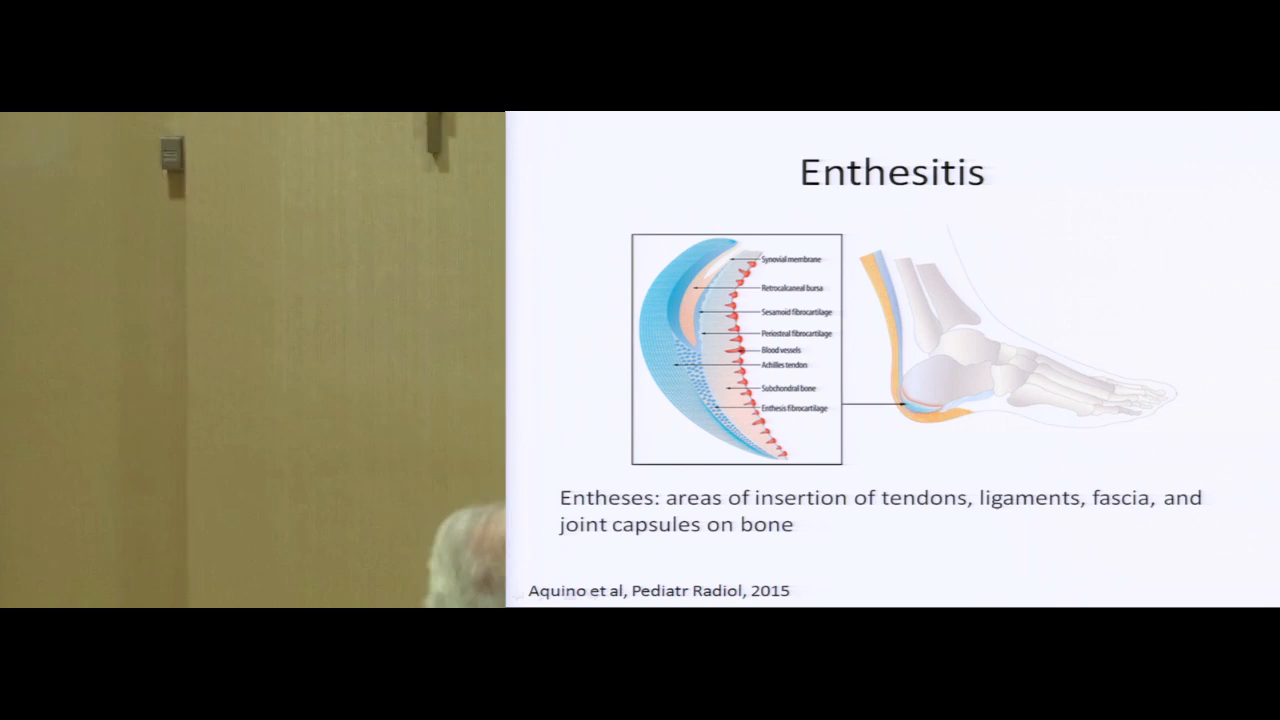 Enthesitis
Synovial membrane
Retrocalcaneal bursa
Sesamoid fibrocartilage
Periosteal fibrocartilage
Blood vessels
Achilles tendon
Subchondral bone
Enthesis fibrocartilage
Entheses: areas of insertion of tendons, ligaments, fascia, and
joint capsules on bone
Aquino et al, Pediatr Radiol, 2015